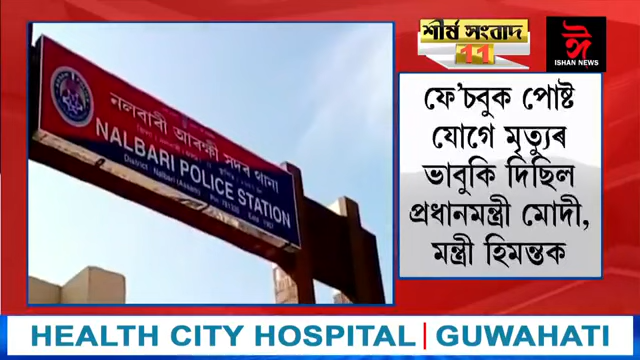 শীৰ্ষ সংবাদ
ঈ
ISHAN NEWS
ফে'চবুক পোষ্ট
যোগে মৃত্যুৰ
ভাবুকি দিছিল
প্ৰধানমন্ত্ৰী মোদী,
মন্ত্ৰী হিমন্তক
নলবাৰী আৰক্ষী সদৰ থানা
NALBARI POLICE STATION
District - Nalbari (Assam)
HEALTH CITY HOSPITAL | GUWAHATI